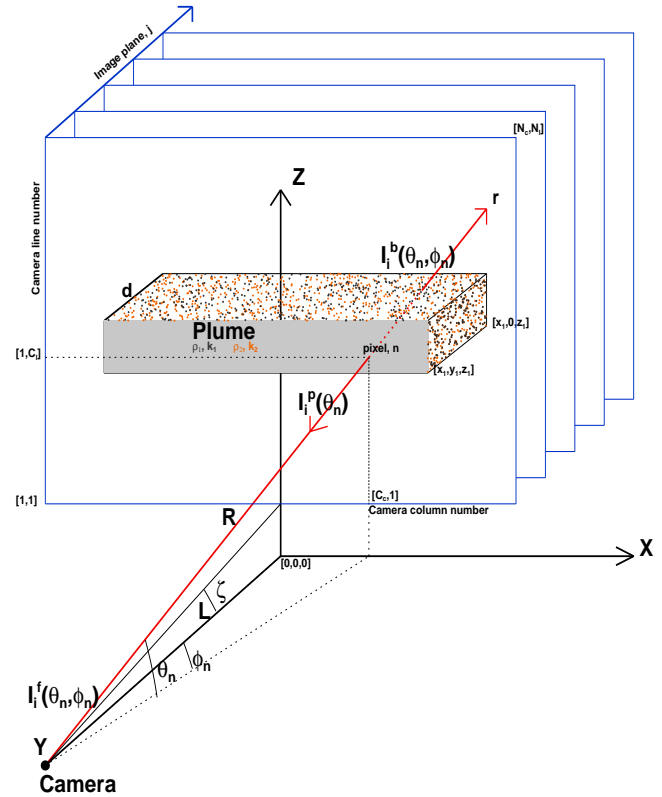 Image plane, j
[N_c,N_l]
Camera line number
Z
r
I_i^b(θ_n,ϕ_n)
d
Plume
ρ_1, k_1 ρ_2, k_2
[x_1,0,z_1]
pixel, n
[1,C_l]
[x_1,y_1,z_1]
I_i^p(θ_n)
[1,1]
[C_c,1]
Camera column number
R
[0,0,0]
X
ζ
L
θ_n
ϕ_n
I_i^f(θ_n,ϕ_n)
Y
Camera